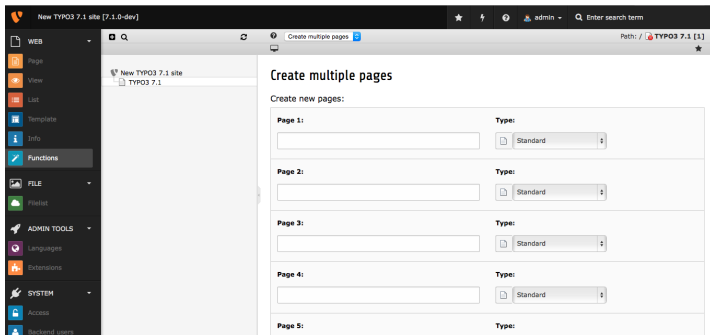 New TYPO3 7.1 site [7.1.0-dev]
admin
Enter search term
WEB
Page
View
List
Template
Info
Functions
FILE
Filelist
ADMIN TOOLS
Languages
Extensions
SYSTEM
Access
Backend users
New TYPO3 7.1 site
TYPO3 7.1
Create multiple pages
Path: / TYPO3 7.1 [1]
Create multiple pages
Create new pages:
Page 1: Type:
Standard
Page 2: Type:
Standard
Page 3: Type:
Standard
Page 4: Type:
Standard
Page 5: Type: